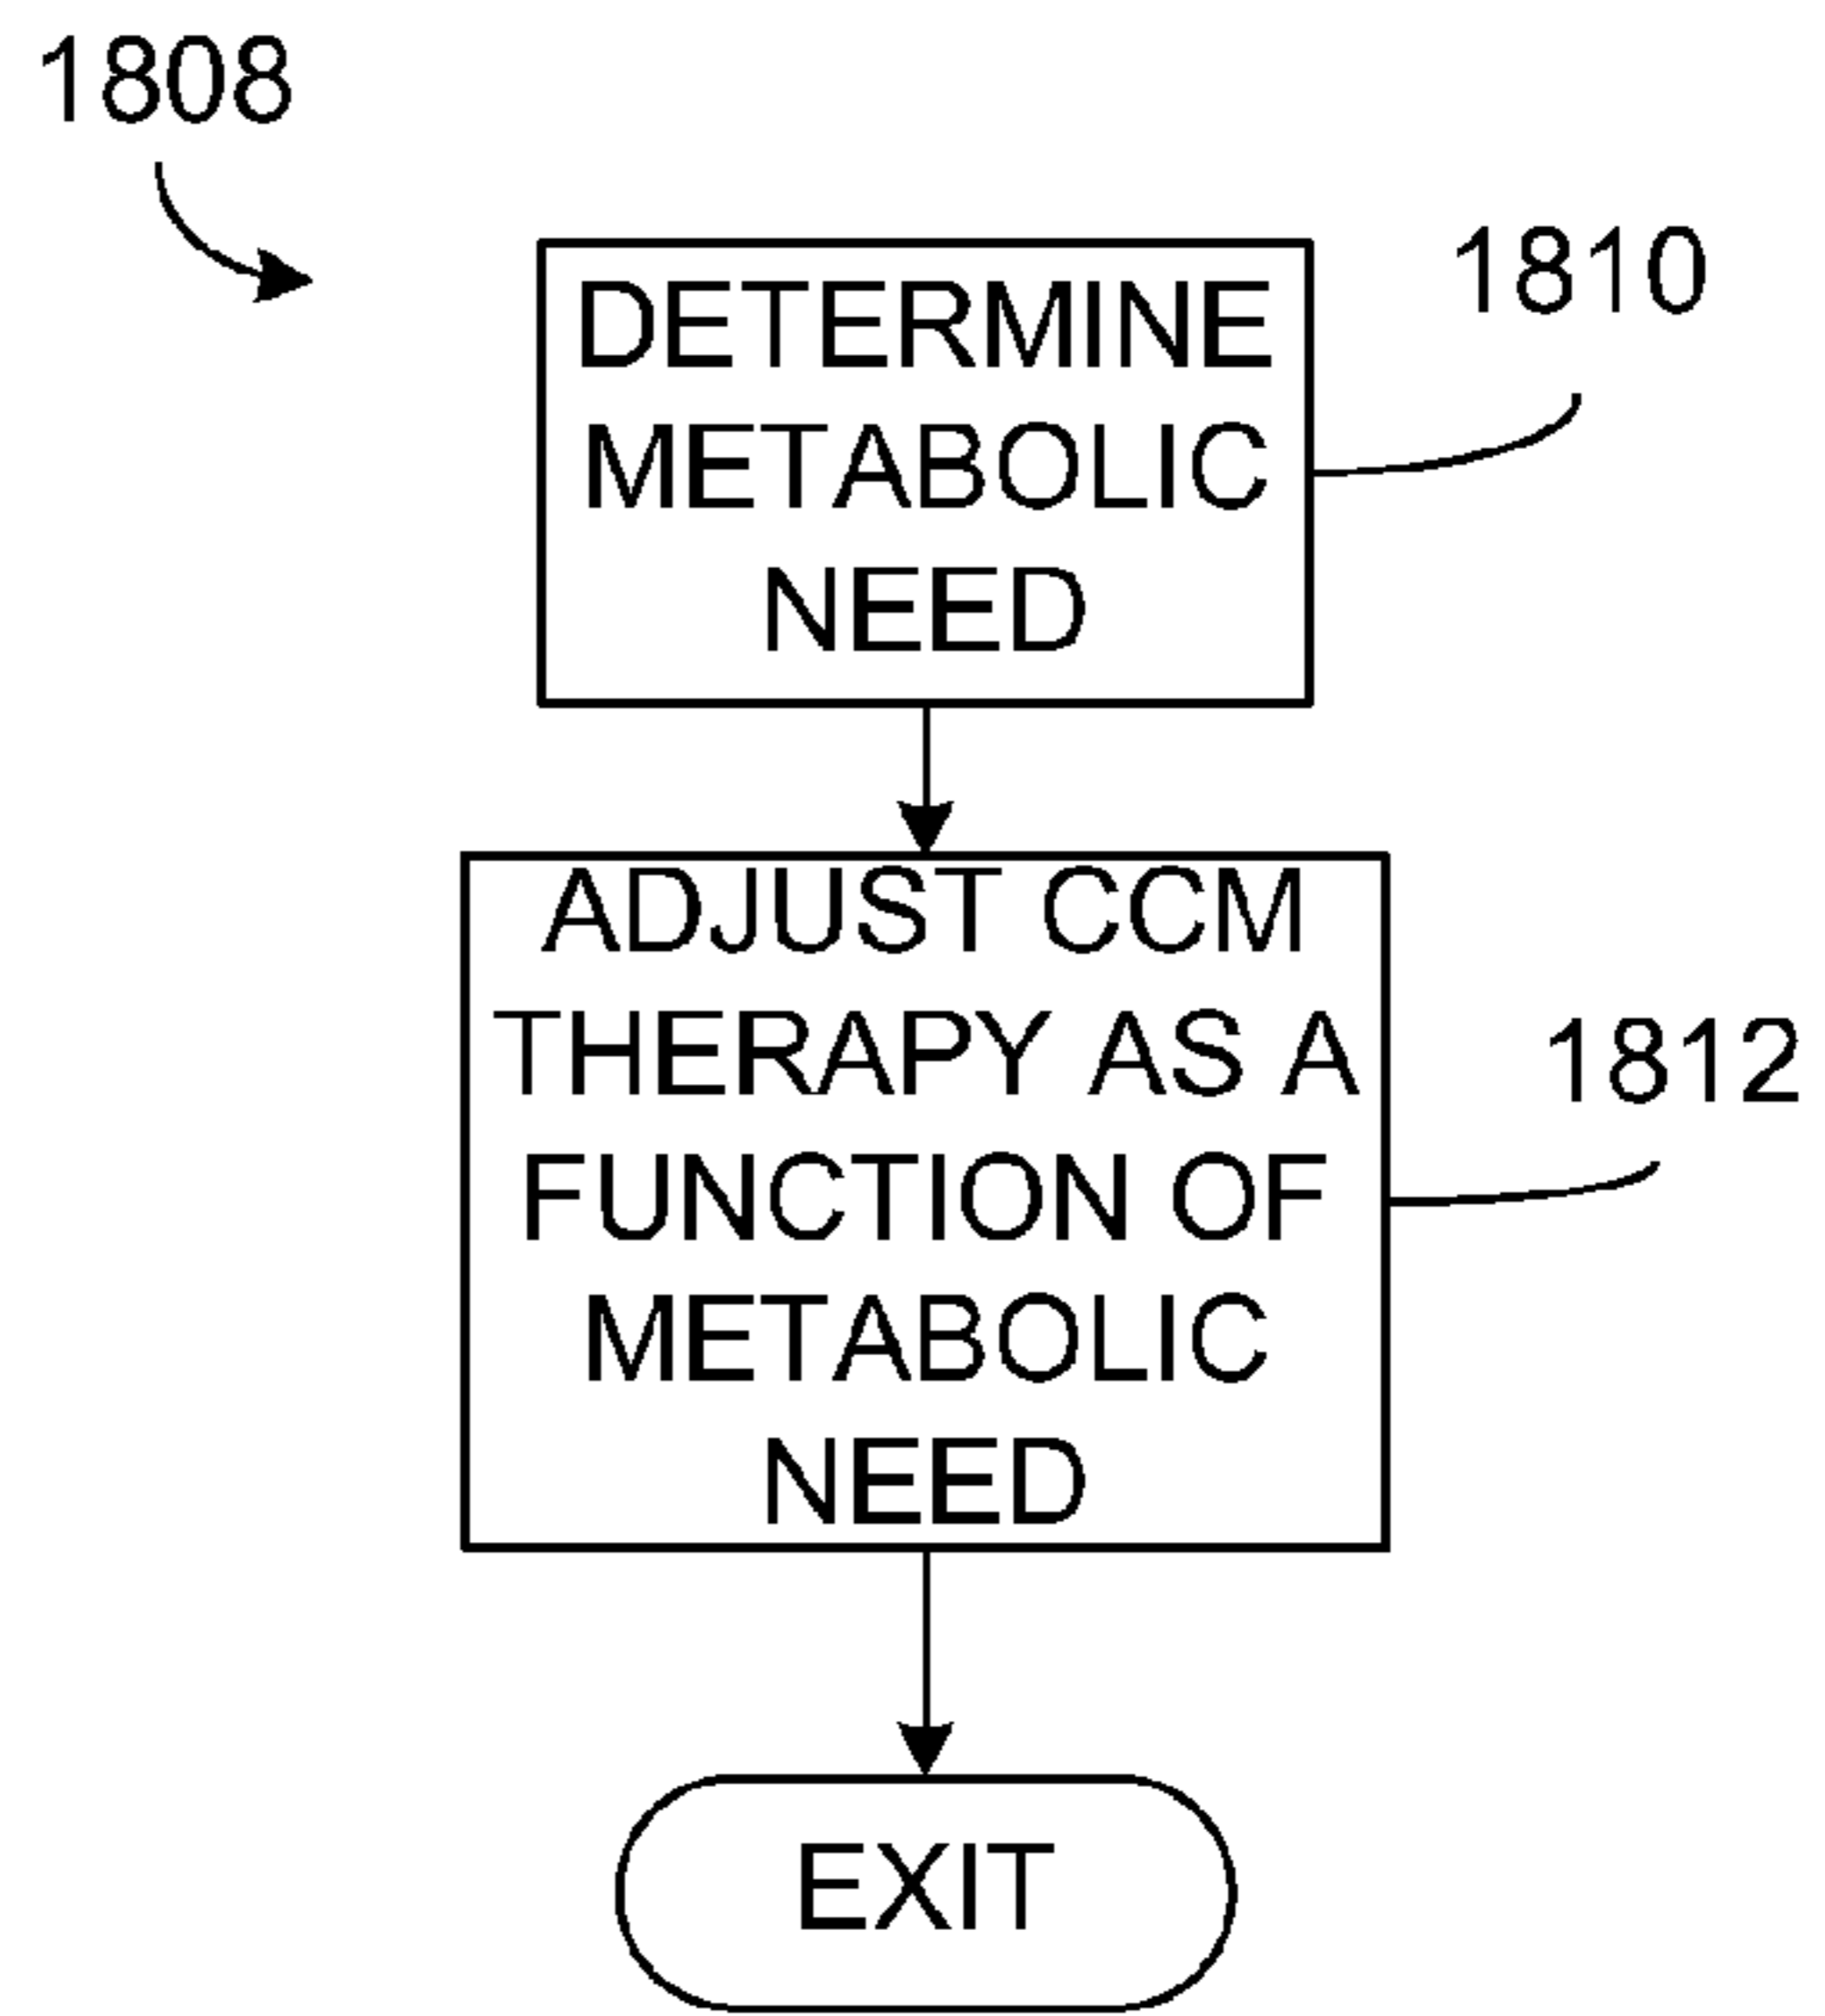 1808
1810
DETERMINE
METABOLIC
NEED
ADJUST CCM
THERAPY AS A
FUNCTION OF
METABOLIC
NEED
1812
EXIT